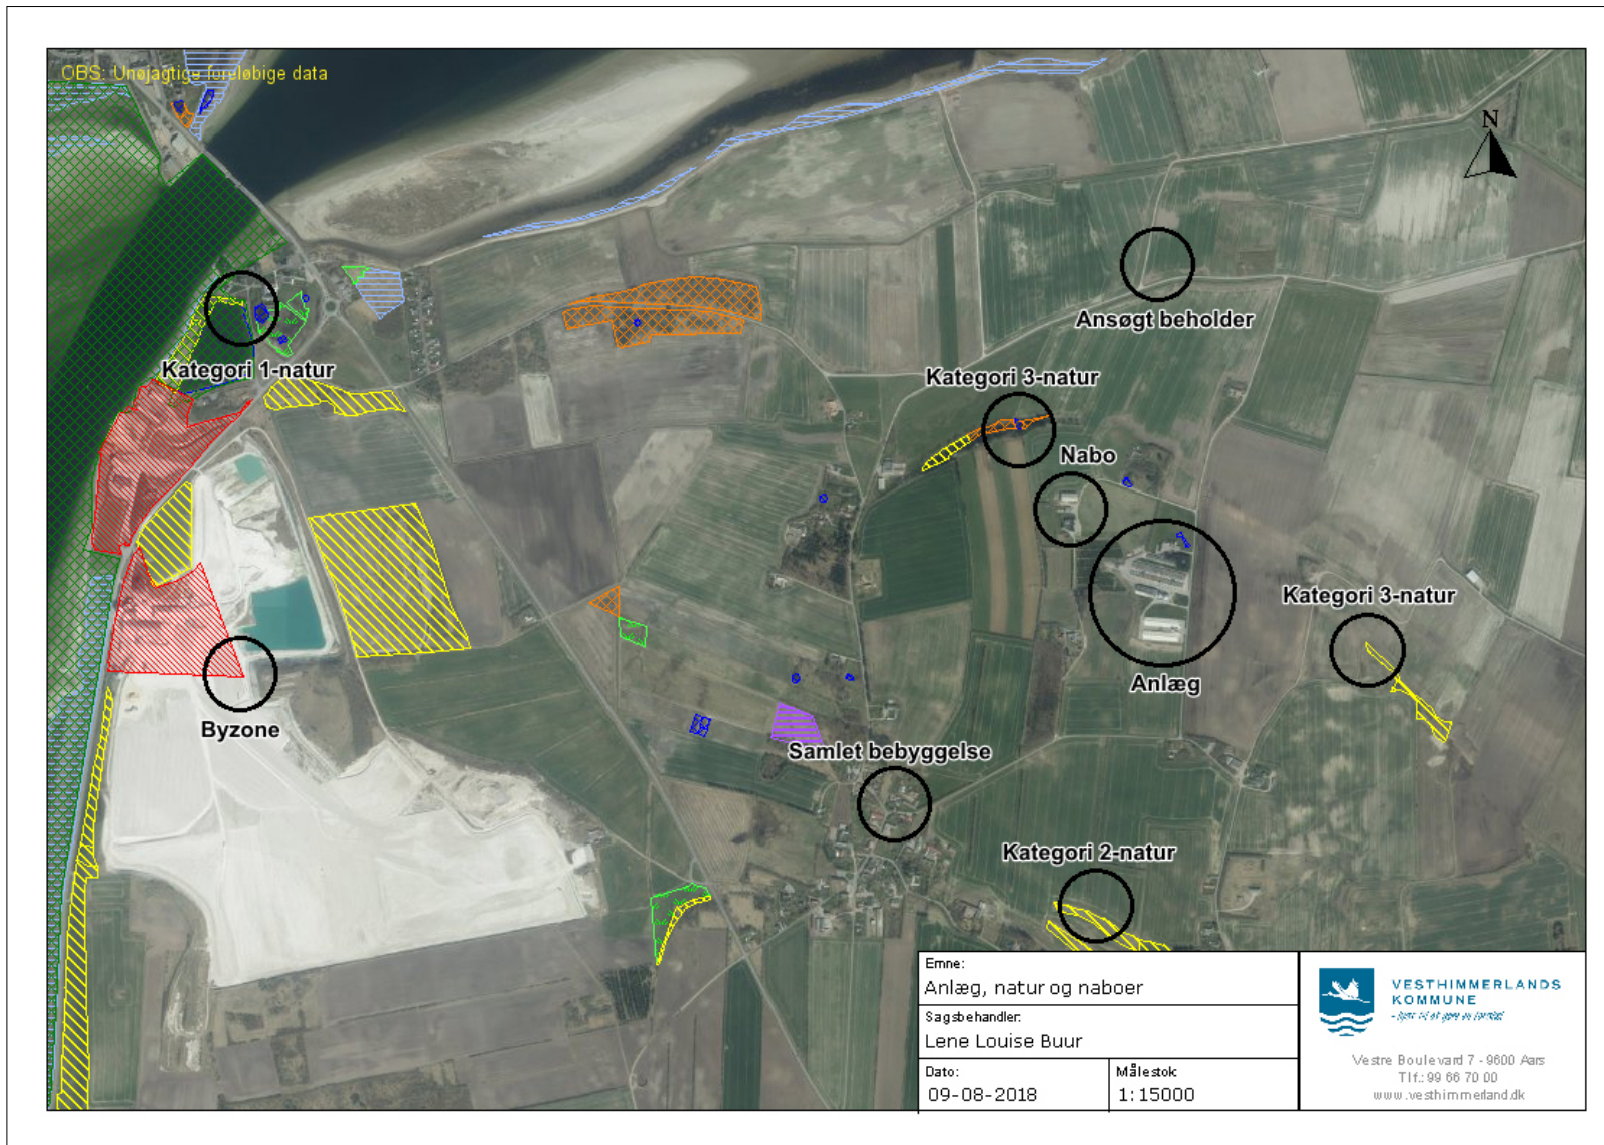 OBS: Unøjagtige foreløbige data
N
Ansøgt beholder
Kategori 1-natur
Kategori 3-natur
Nabo
Kategori 3-natur
Anlæg
Byzone
Samlet bebyggelse
Kategori 2-natur
Emne:
Anlæg, natur og naboer
Sagsbehandler:
Lene Louise Buur
Dato:
09-08-2018
Målestok:
1:15000
VESTHIMMERLANDS
KOMMUNE
Vestre Boulevard 7 - 9600 Aars
Tlf.: 99 66 70 00
www.vesthimmerland.dk